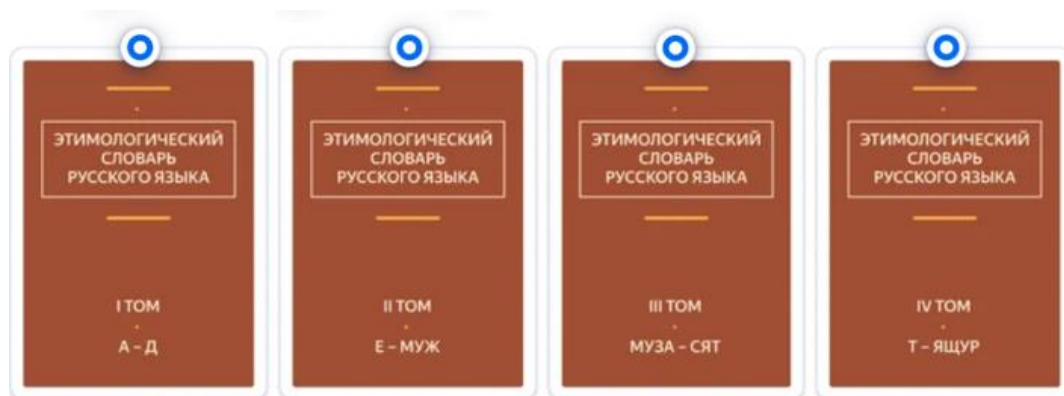 ЭТИМОЛОГИЧЕСКИЙ
СЛОВАРЬ
РУССКОГО ЯЗЫКА
I ТОМ
А – Д
ЭТИМОЛОГИЧЕСКИЙ
СЛОВАРЬ
РУССКОГО ЯЗЫКА
II ТОМ
Е – МУЖ
ЭТИМОЛОГИЧЕСКИЙ
СЛОВАРЬ
РУССКОГО ЯЗЫКА
III ТОМ
МУЗА – СЯТ
ЭТИМОЛОГИЧЕСКИЙ
СЛОВАРЬ
РУССКОГО ЯЗЫКА
IV ТОМ
Т – ЯЩУР